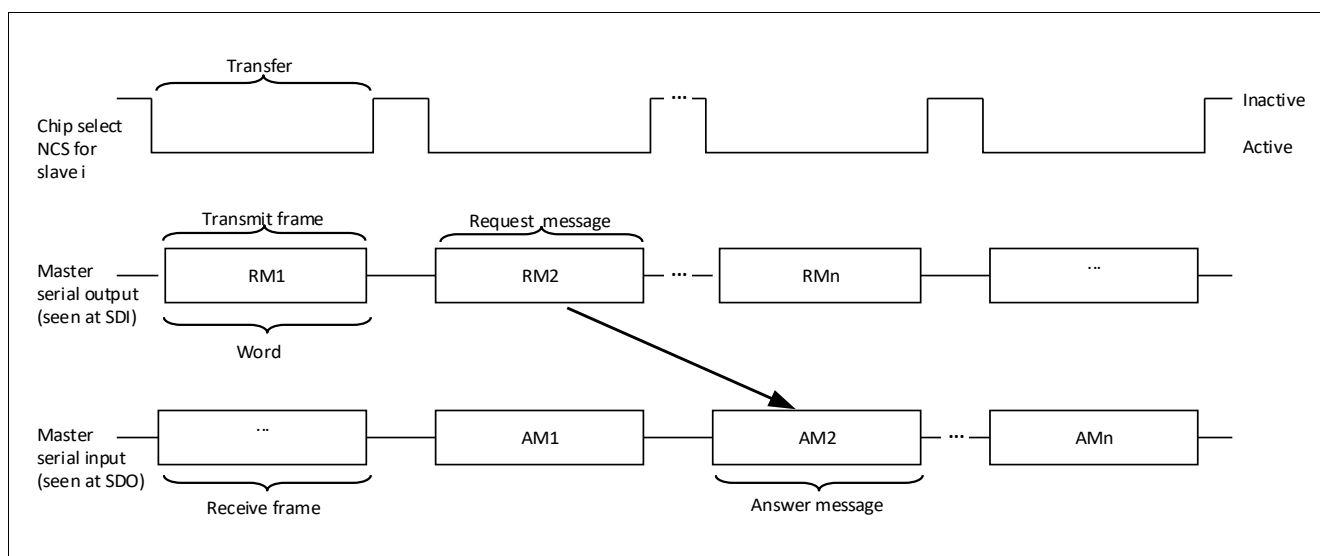 Transfer
...
Inactive
Chip select
NCS for
slave i
Active
Transmit frame
Request message
Master
serial output
(seen at SDI)
RM1
RM2
...
RMn
...
Word
Master
serial input
(seen at SDO)
...
AM1
AM2
...
AMn
Receive frame
Answer message